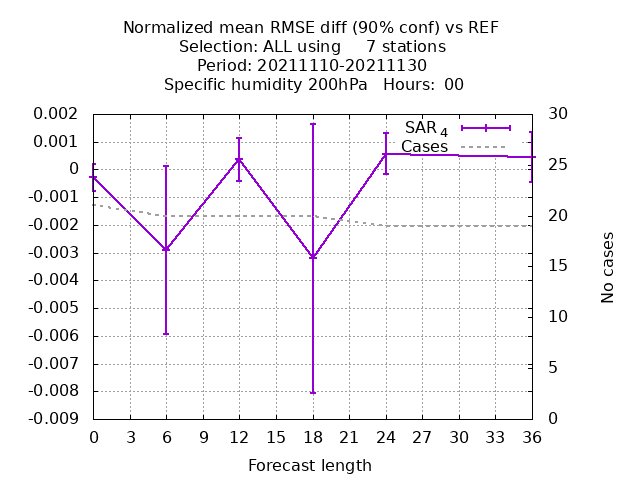 Normalized mean RMSE diff (90% conf) vs REF
Selection: ALL using     7 stations
Period: 20211110-20211130
Specific humidity 200hPa   Hours: 00
0.002
0.001
0
-0.001
-0.002
-0.003
-0.004
-0.005
-0.006
-0.007
-0.008
-0.009
SAR 4
Cases
30
25
20
15
10
5
0
No cases
0 3 6 9 12 15 18 21 24 27 30 33 36
Forecast length